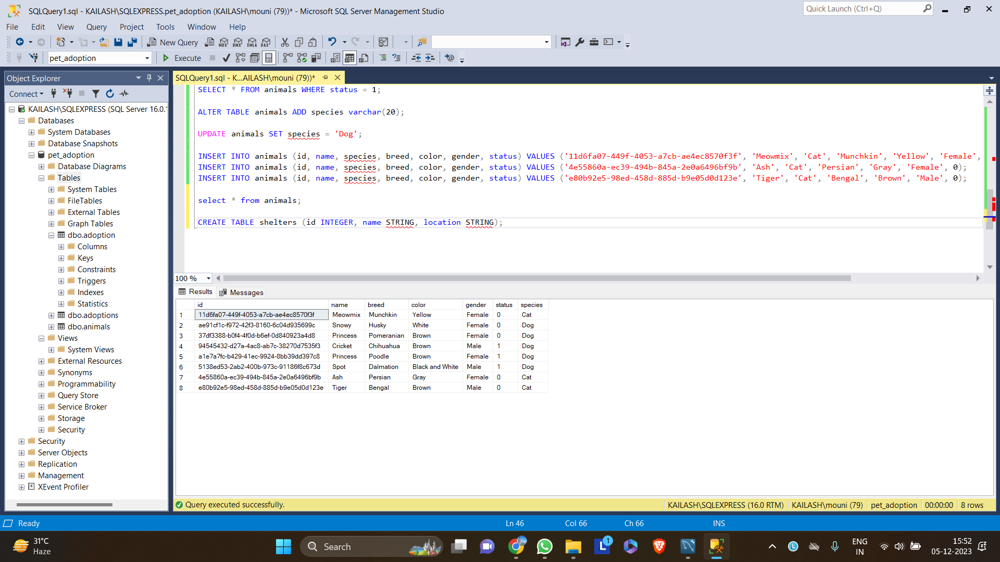 SQLQuery1.sql - KAILASH\SQLEXPRESS.pet_adoption (KAILASH\mouni (79))* - Microsoft SQL Server Management Studio
Quick Launch (Ctrl+Q)
File Edit View Query Project Tools Window Help
New Query
MDX DMX XMLA DAX
pet_adoption Execute
Object Explorer
Connect
KAILASH\SQLEXPRESS (SQL Server 16.0.1
Databases
System Databases
Database Snapshots
pet_adoption
Database Diagrams
Tables
System Tables
FileTables
External Tables
Graph Tables
dbo.adoption
Columns
Keys
Constraints
Triggers
Indexes
Statistics
dbo.adoptions
dbo.animals
Views
System Views
External Resources
Synonyms
Programmability
Query Store
Service Broker
Storage
Security
Security
Server Objects
Replication
Management
XEvent Profiler
SQLQuery1.sql - K...AILASH\mouni (79))*
SELECT * FROM animals WHERE status = 1;
ALTER TABLE animals ADD species varchar(20);
UPDATE animals SET species = 'Dog';
INSERT INTO animals (id, name, species, breed, color, gender, status) VALUES ('11d6fa07-449f-4053-a7cb-ae4ec8570f3f', 'Meowmix', 'Cat', 'Munchkin', 'Yellow', 'Female',
INSERT INTO animals (id, name, species, breed, color, gender, status) VALUES ('4e55860a-ec39-494b-845a-2e0a6496bf9b', 'Ash', 'Cat', 'Persian', 'Gray', 'Female', 0);
INSERT INTO animals (id, name, species, breed, color, gender, status) VALUES ('e80b92e5-98ed-458d-885d-b9e05d0d123e', 'Tiger', 'Cat', 'Bengal', 'Brown', 'Male', 0);
select * from animals;
CREATE TABLE shelters (id INTEGER, name STRING, location STRING);
100 %
Results Messages
id name breed color gender status species
1 11d6fa07-449f-4053-a7cb-ae4ec8570f3f Meowmix Munchkin Yellow Female 0 Cat
2 ae91cf1c-f972-42f3-8160-6c04d935699c Snowy Husky White Female 0 Dog
3 37df3388-b0f4-4f0d-b6ef-0d840923a4d8 Princess Pomeranian Brown Female 0 Dog
4 94545432-d27a-4ac8-ab7c-38270d7535f3 Cricket Chihuahua Brown Male 1 Dog
5 a1e7a7fc-b429-41ec-9924-8bb39dd397c8 Princess Poodle Brown Female 1 Dog
6 5138ed53-2ab2-400b-973c-91186f8c673d Spot Dalmation Black and White Male 1 Dog
7 4e55860a-ec39-494b-845a-2e0a6496bf9b Ash Persian Gray Female 0 Cat
8 e80b92e5-98ed-458d-885d-b9e05d0d123e Tiger Bengal Brown Male 0 Cat
Query executed successfully. KAILASH\SQLEXPRESS (16.0 RTM) KAILASH\mouni (79) pet_adoption 00:00:00 8 rows
Ready Ln 46 Col 66 Ch 66 INS
31°C
Haze
Search
1
ENG
IN
15:52
05-12-2023